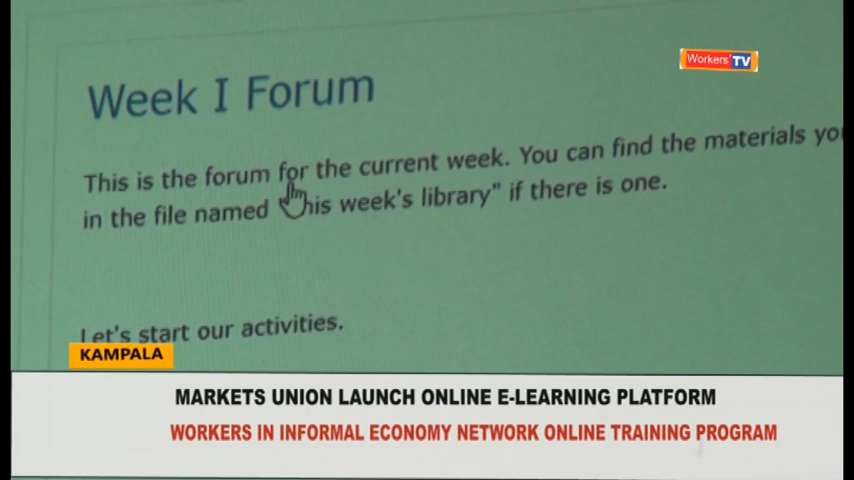 Workers' TV
Week I Forum
This is the forum for the current week. You can find the materials yo
in the file named his week's library" if there is one.
Let's start our activities.
KAMPALA
MARKETS UNION LAUNCH ONLINE E-LEARNING PLATFORM
WORKERS IN INFORMAL ECONOMY NETWORK ONLINE TRAINING PROGRAM